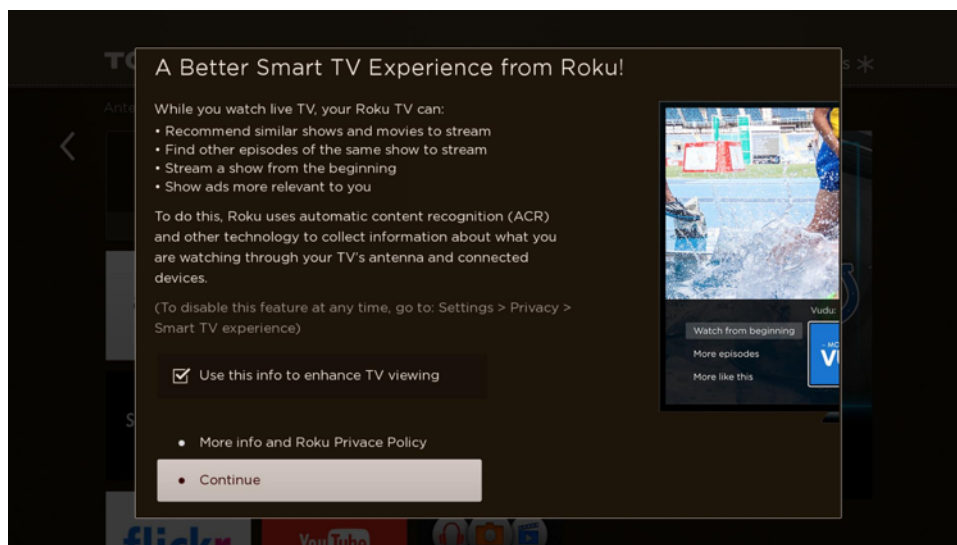 A Better Smart TV Experience from Roku!
While you watch live TV, your Roku TV can:
• Recommend similar shows and movies to stream
• Find other episodes of the same show to stream
• Stream a show from the beginning
• Show ads more relevant to you
To do this, Roku uses automatic content recognition (ACR)
and other technology to collect information about what you
are watching through your TV's antenna and connected
devices.
(To disable this feature at any time, go to: Settings > Privacy >
Smart TV experience)
Use this info to enhance TV viewing
• More info and Roku Privace Policy
• Continue
Vudu:
Watch from beginning
More episodes
More like this
TC
Ante
s
S
flickr
YouTube